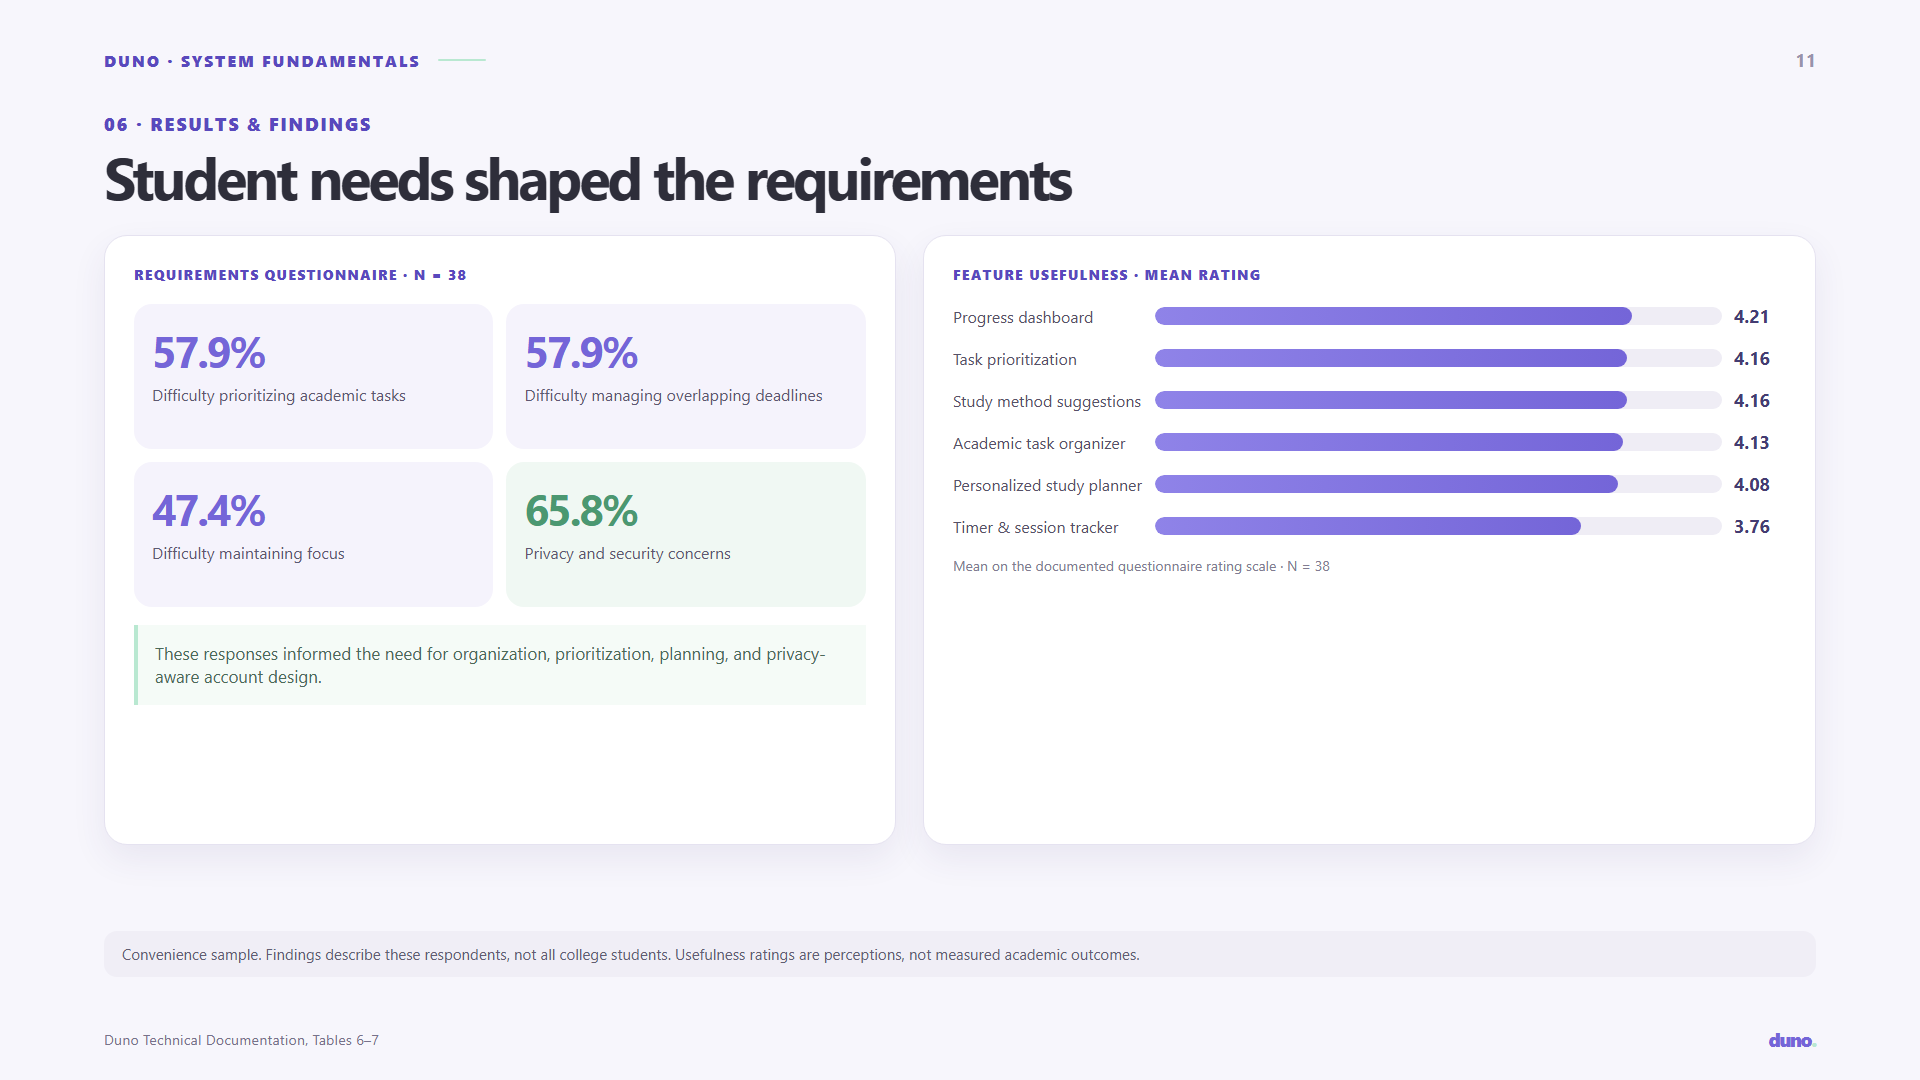 DUNO · SYSTEM FUNDAMENTALS
11
06 · RESULTS & FINDINGS
Student needs shaped the requirements
REQUIREMENTS QUESTIONNAIRE · N = 38
57.9%
Difficulty prioritizing academic tasks
57.9%
Difficulty managing overlapping deadlines
47.4%
Difficulty maintaining focus
65.8%
Privacy and security concerns
These responses informed the need for organization, prioritization, planning, and privacy-
aware account design.
FEATURE USEFULNESS · MEAN RATING
Progress dashboard 4.21
Task prioritization 4.16
Study method suggestions 4.16
Academic task organizer 4.13
Personalized study planner 4.08
Timer & session tracker 3.76
Mean on the documented questionnaire rating scale · N = 38
Convenience sample. Findings describe these respondents, not all college students. Usefulness ratings are perceptions, not measured academic outcomes.
Duno Technical Documentation, Tables 6–7
duno.